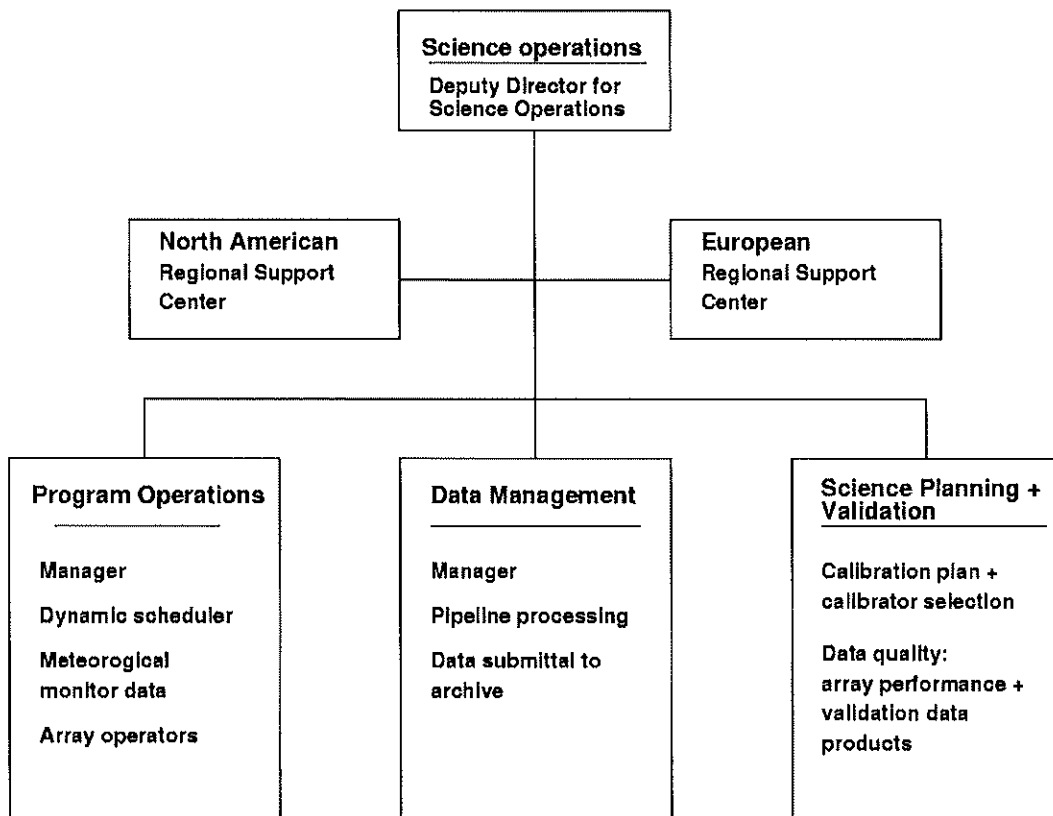 Science operations
Deputy Director for
Science Operations
North American
Regional Support
Center
European
Regional Support
Center
Program Operations
Manager
Dynamic scheduler
Meteorogical
monitor data
Array operators
Data Management
Manager
Pipeline processing
Data submittal to
archive
Science Planning +
Validation
Calibration plan +
calibrator selection
Data quality:
array performance +
validation data
products